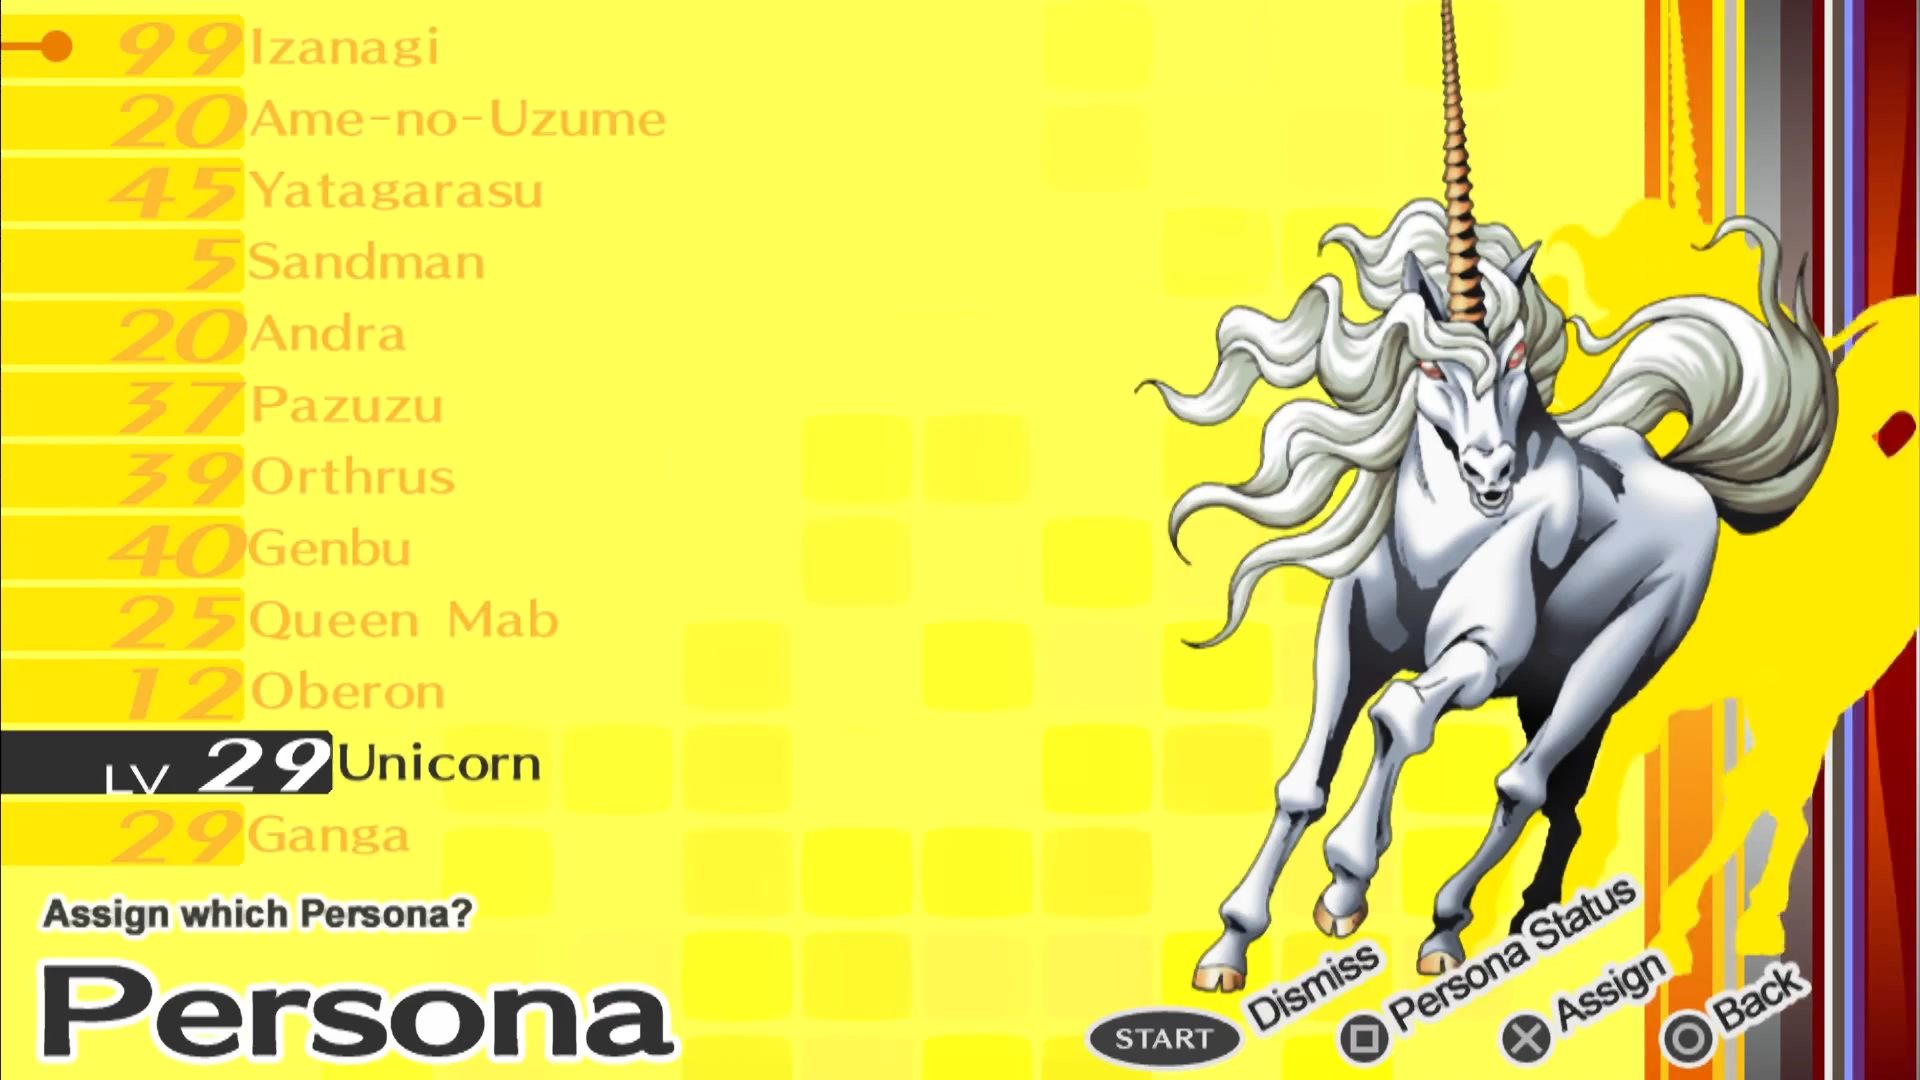 99 Izanagi
20 Ame-no-Uzume
45 Yatagarasu
5 Sandman
20 Andra
37 Pazuzu
39 Orthrus
40 Genbu
25 Queen Mab
12 Oberon
LV 29 Unicorn
29 Ganga
Assign which Persona?
Persona
START Dismiss
Persona Status
Assign
Back